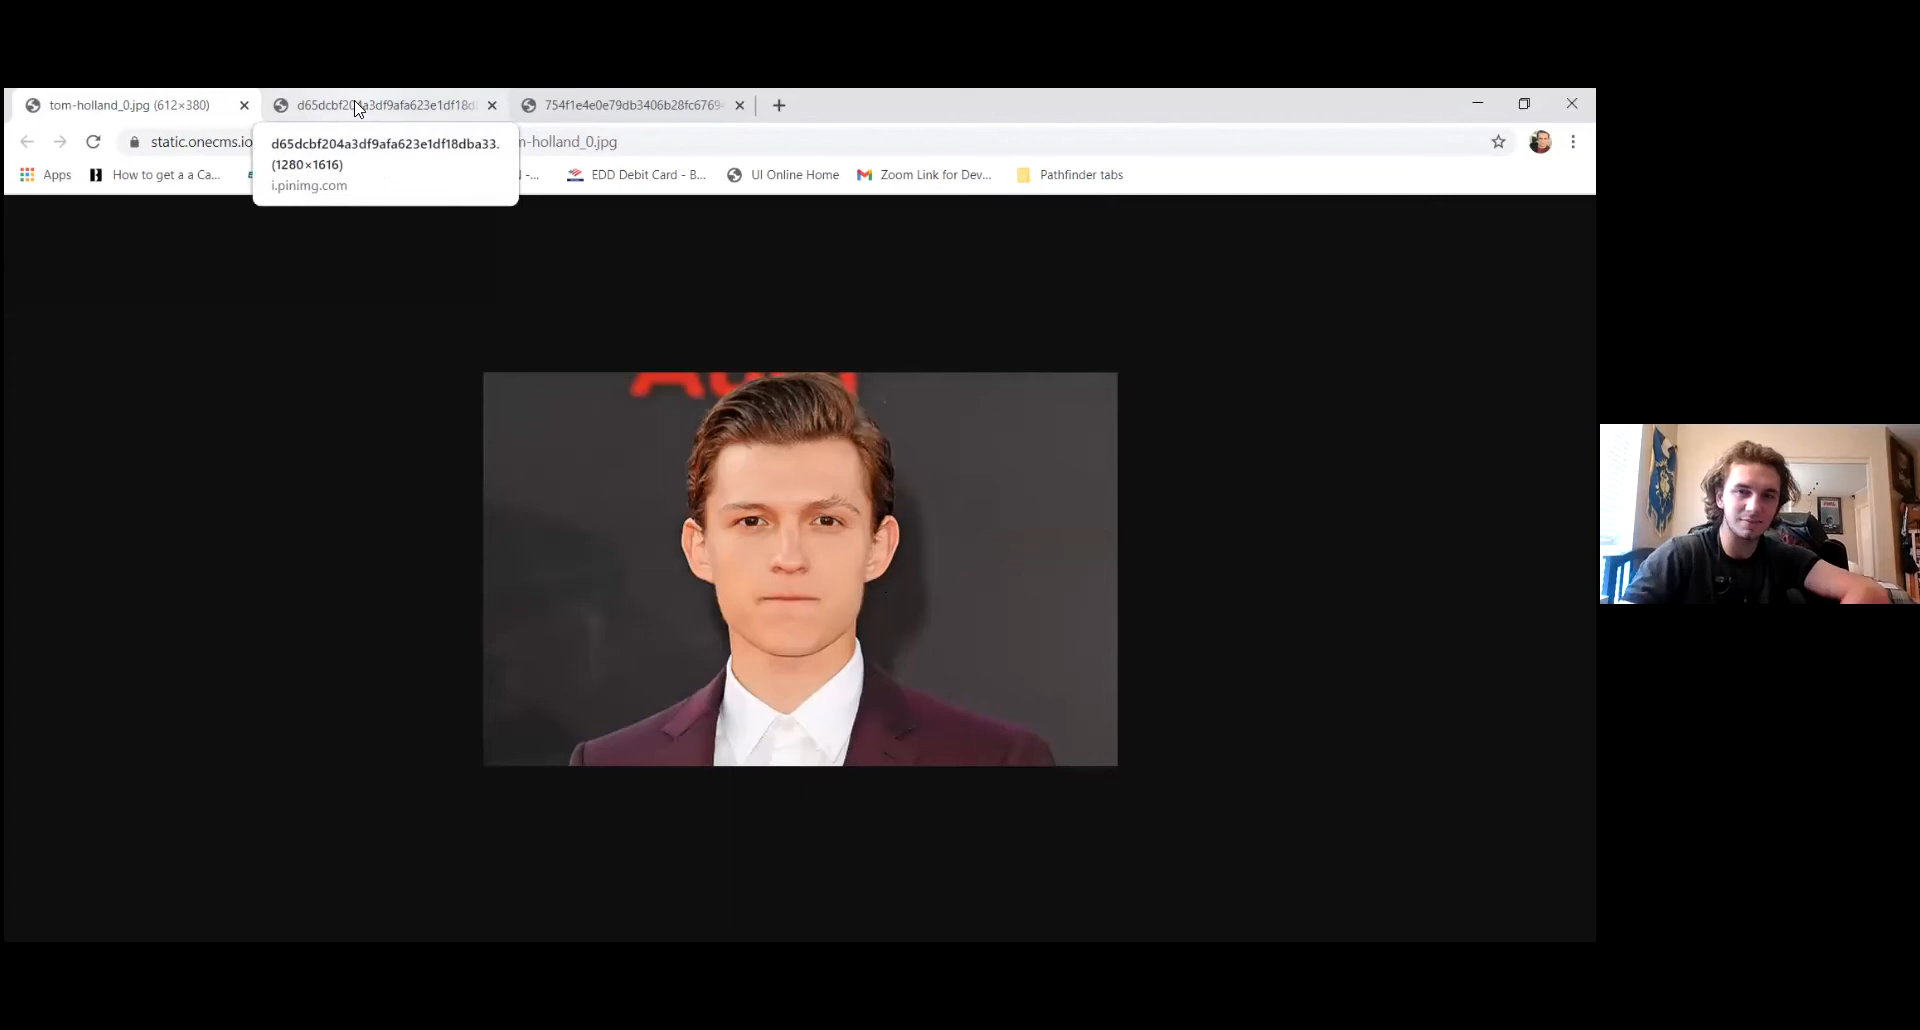 tom-holland_0.jpg (612×380)
d65dcbf204a3df9afa623e1df18d
754f1e4e0e79db3406b28fc6769
static.onecms.io
m-holland_0.jpg
d65dcbf204a3df9afa623e1df18dba33.
(1280×1616)
i.pinimg.com
Apps
How to get a a Ca...
-...
EDD Debit Card - B...
UI Online Home
Zoom Link for Dev...
Pathfinder tabs